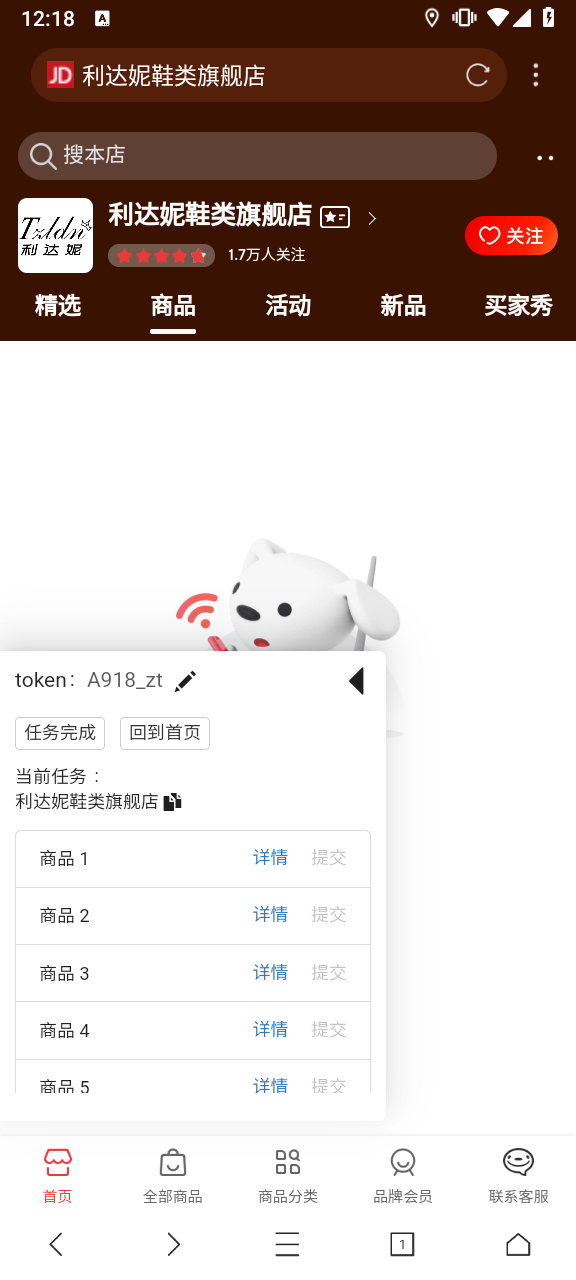 12:18
A
JD 利达妮鞋类旗舰店
搜本店
Tzldn
利达妮
利达妮鞋类旗舰店
1.7万人关注
关注
精选 商品 活动 新品 买家秀
token: A918_zt
任务完成 回到首页
当前任务：
利达妮鞋类旗舰店
商品 1 详情 提交
商品 2 详情 提交
商品 3 详情 提交
商品 4 详情 提交
商品 5 详情 提交
首页 全部商品 商品分类 品牌会员 联系客服
1